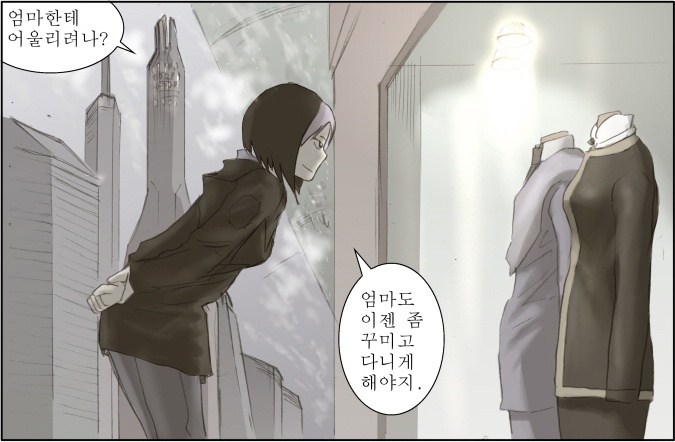 엄마한테
어울리려나?
엄마도
이젠 좀
꾸미고
다니게
해야지.